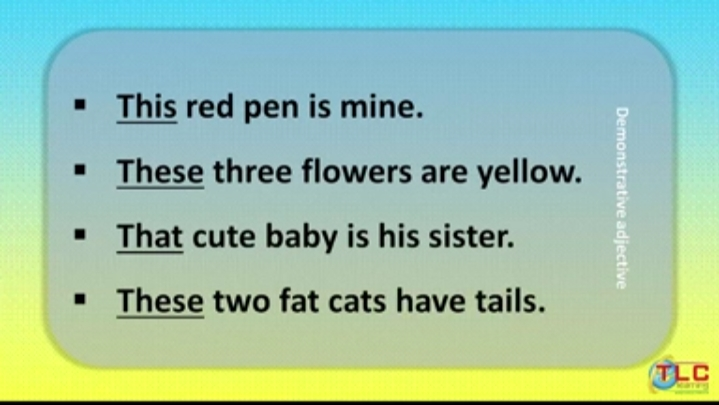 ▪ This red pen is mine.
▪ These three flowers are yellow.
▪ That cute baby is his sister.
▪ These two fat cats have tails.
Demonstrative adjective
TLC